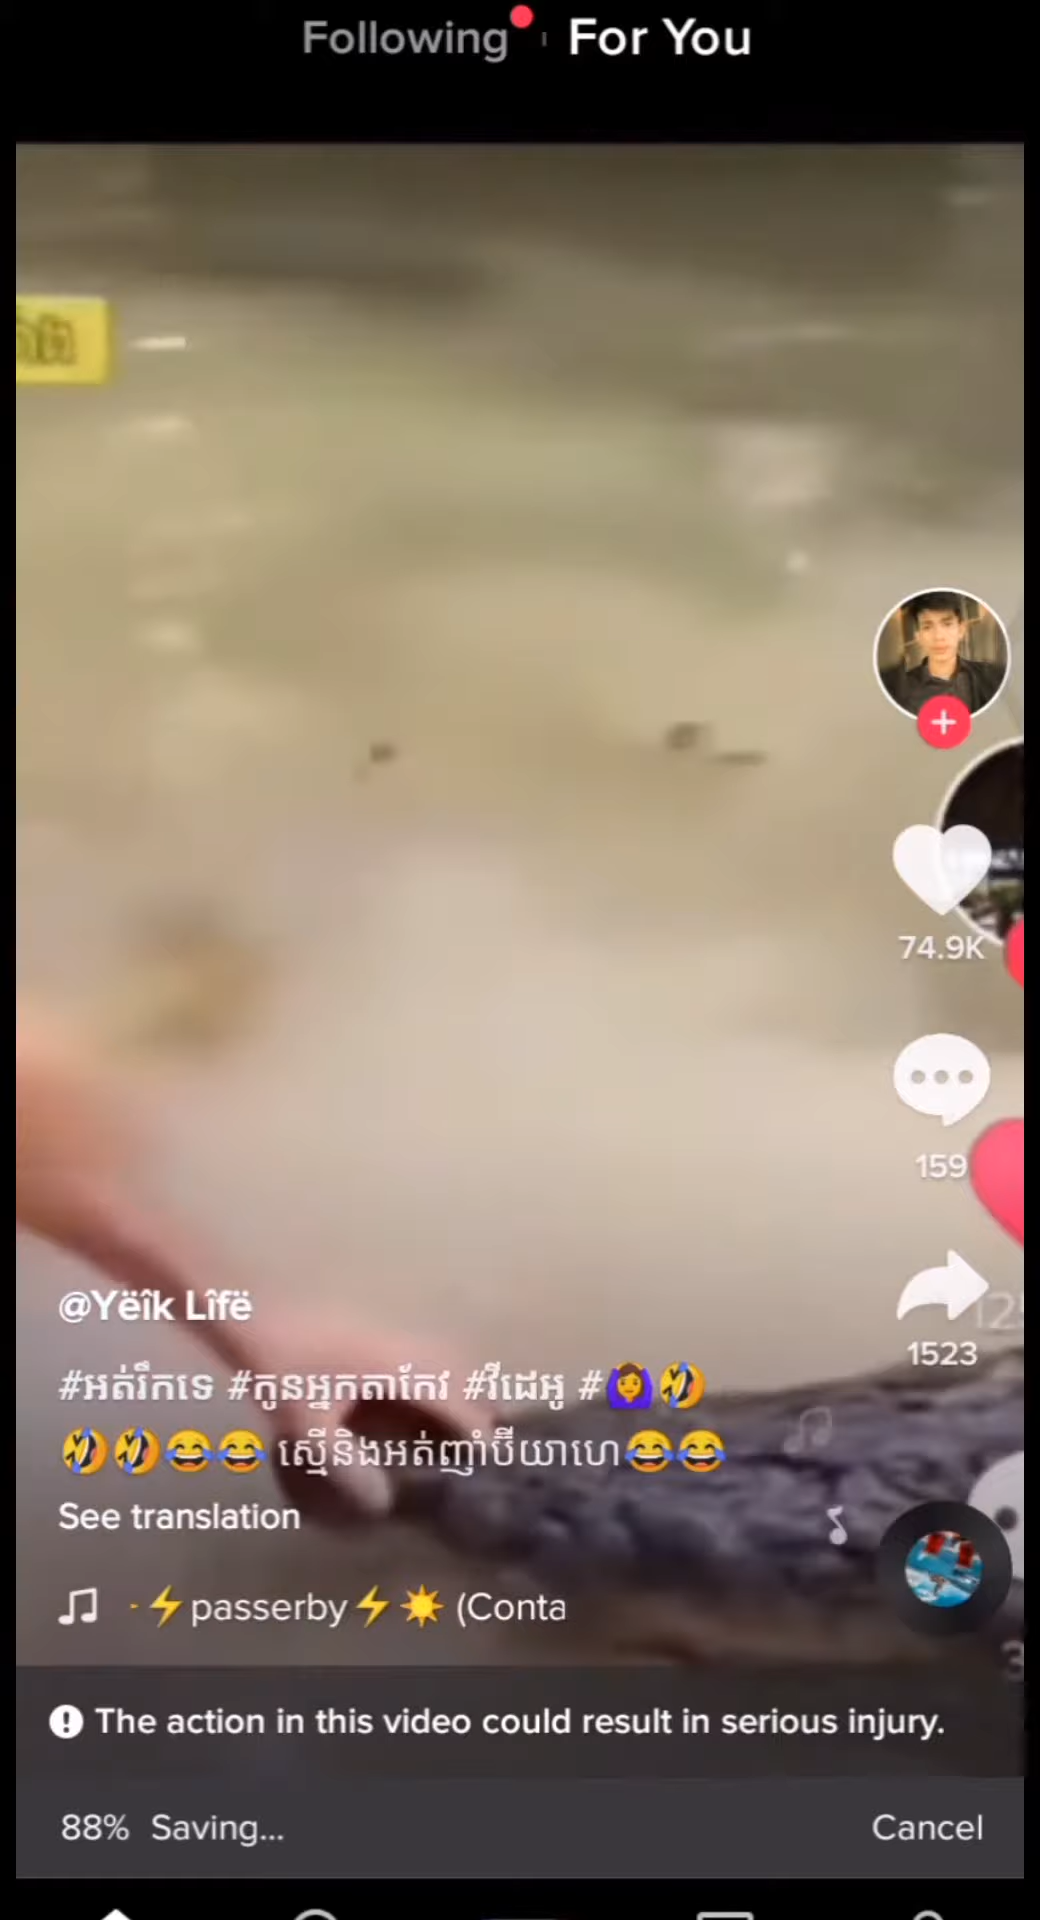 Following For You
74.9K
159
1523
@Yëîk Lîfë
#អត់រឹកទេ #កូនអ្នកតាកែវ #វីដេអូ #🙆‍♀️🤣
🤣🤣😂😂 ស្មើនិងអត់ញ៉ាំប៊ីយាហេ😂😂
See translation
⚡passerby⚡☀️ (Conta
The action in this video could result in serious injury.
88% Saving... Cancel